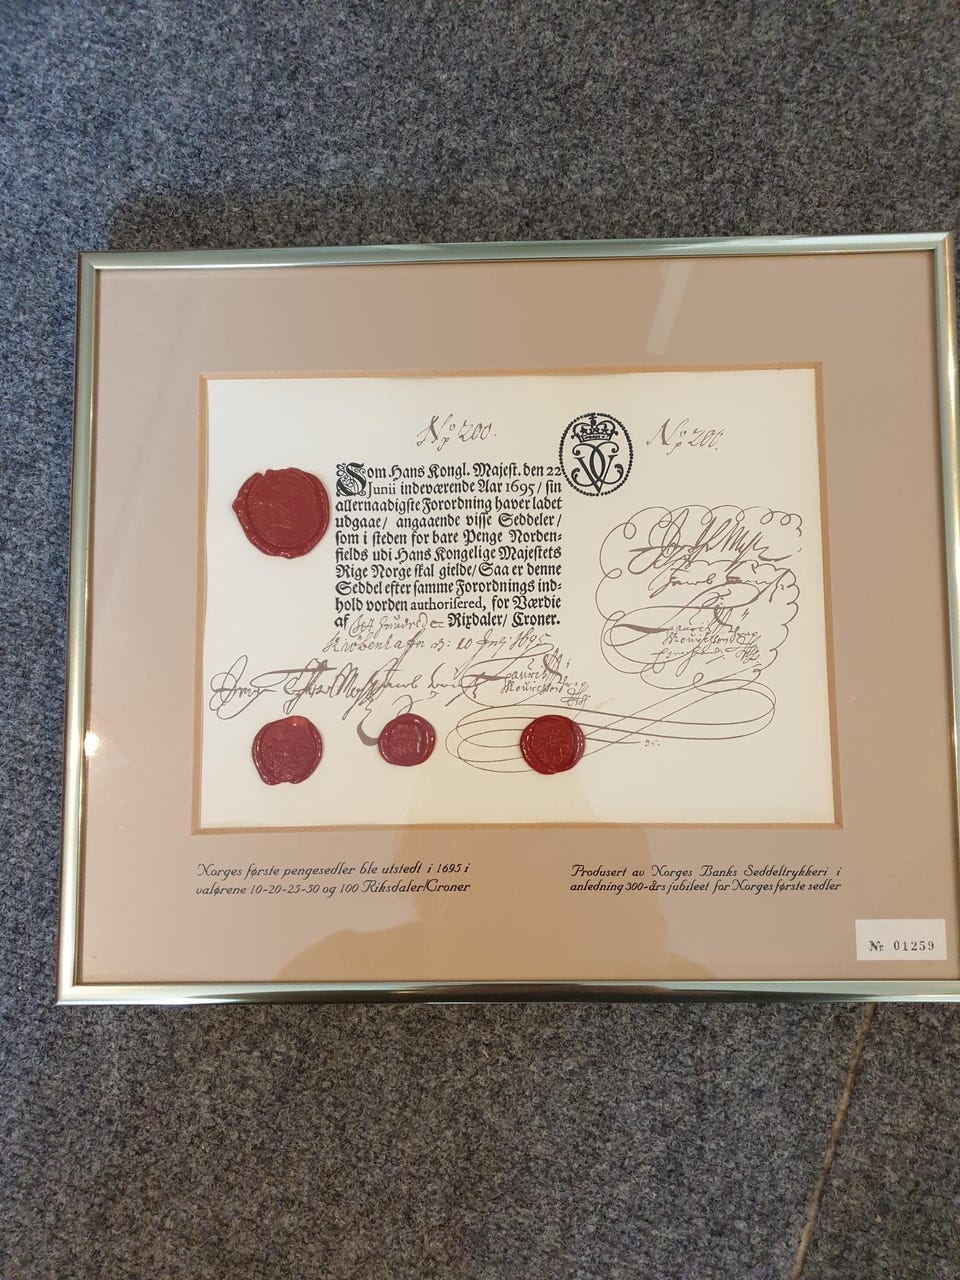 No 200.
No 200.
Som Hans Kongl. Majest. den 22
Junii indeværende Aar 1695/ sin
allernaadigste Forordning haver ladet
udgaae/ angaaende visse Seddeler/
som i steden for bare Penge Norden-
fields udi Hans Kongelige Majestets
Rige Norge skal gielde/ Saa er denne
Seddel efter samme Forordnings ind-
hold vorden authorisered, for Værdie
af Rixdaler/ Croner.
Kiøbenhafn 1695
95.
Norges første pengesedler ble utstedt i 1695 i
valørene 10-20-25-50 og 100 Riksdaler/Croner
Produsert av Norges Banks Seddeltrykkeri i
anledning 300-års jubileet for Norges første sedler
Nr 01259